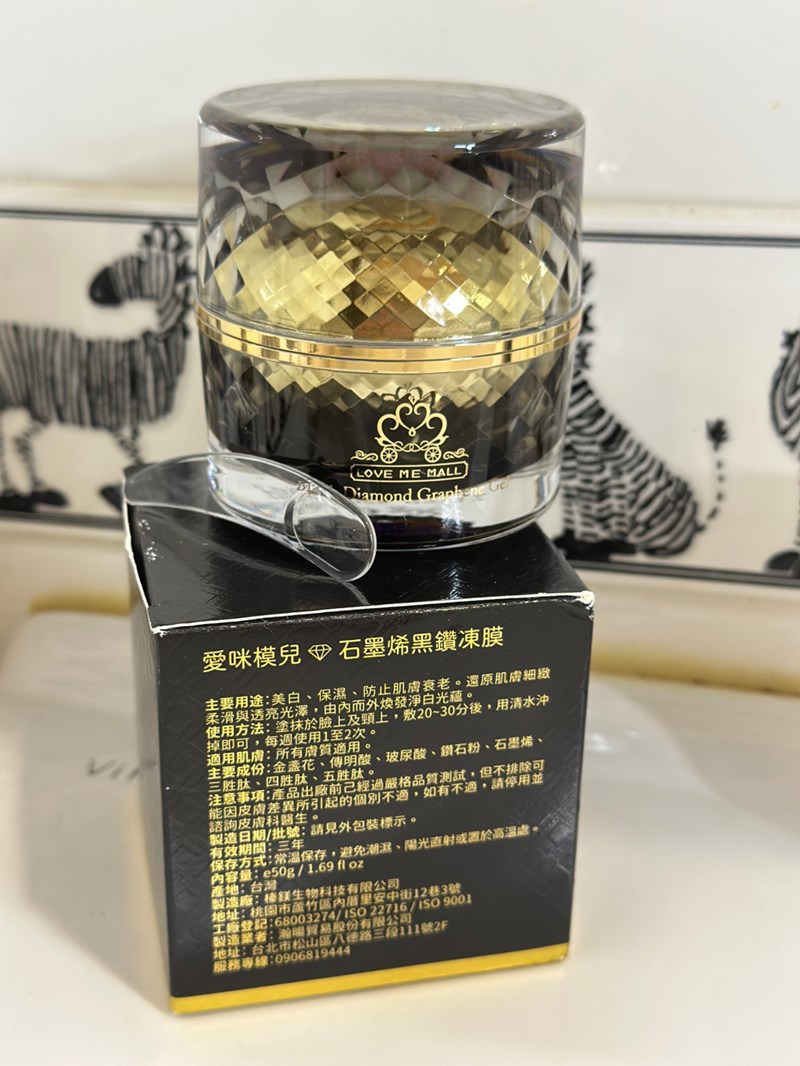 LOVE ME MALL
Diamond Graphene Gel
愛咪模兒 石墨烯黑鑽凍膜
主要用途:美白、保濕、防止肌膚衰老。還原肌膚細緻
柔滑與透亮光澤,由內而外煥發淨白光蘊。
使用方法: 塗抹於臉上及頸上,敷20~30分後,用清水沖
掉即可,每週使用1至2次。
適用肌膚: 所有膚質適用。
主要成份: 金盞花、傳明酸、玻尿酸、鑽石粉、石墨烯、
三胜肽、四胜肽、五胜肽。
注意事項:產品出廠前己經過嚴格品質測試,但不排除可
能因皮膚差異所引起的個別不適,如有不適,請停用並
諮詢皮膚科醫生。
製造日期/批號: 請見外包裝標示。
有效期間: 三年
保存方式:常溫保存,避免潮濕、陽光直射或置於高溫處。
內容量: e50g / 1.69 fl oz
產地: 台灣
製造廠: 榛鎂生物科技有限公司
地址: 桃園市蘆竹區內厝里安中街12巷3號
工廠登記:68003274/ ISO 22716 / ISO 9001
製造業者: 瀚暘貿易股份有限公司
地址: 台北市松山區八德路三段111號2F
服務專線:0906819444